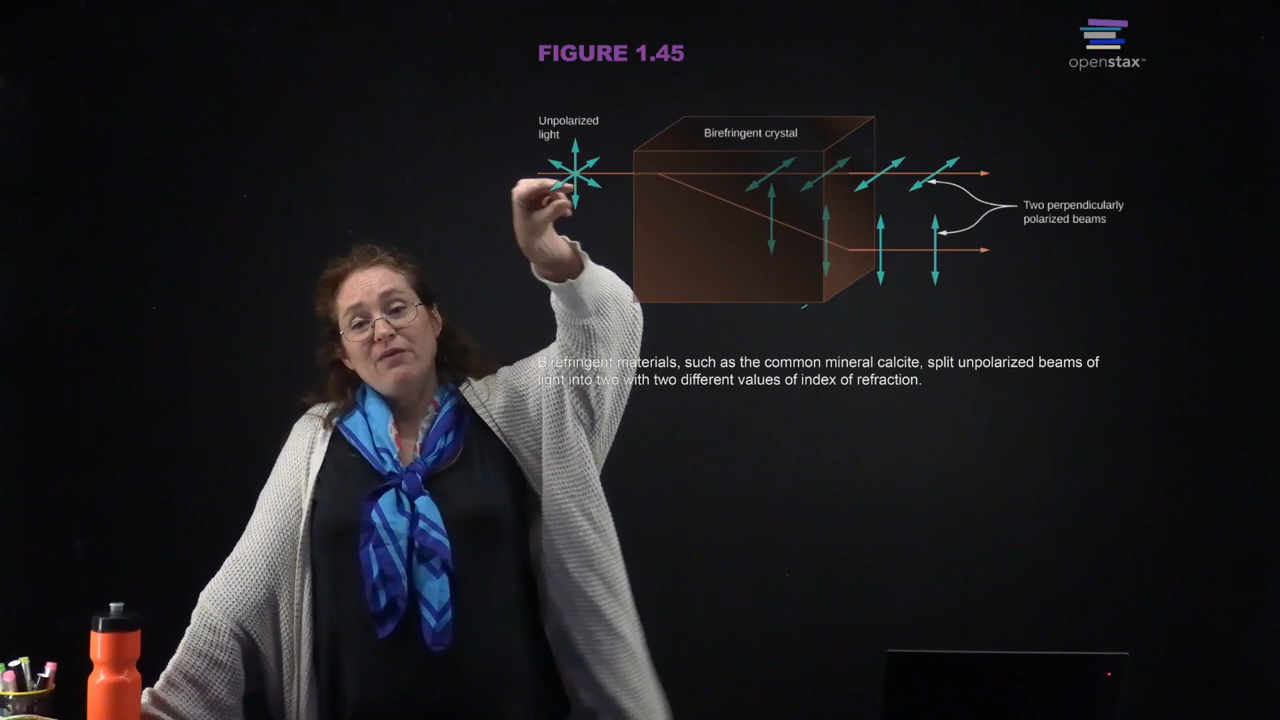 FIGURE 1.45
openstax™
Unpolarized
light
Birefringent crystal
Two perpendicularly
polarized beams
B refringent materials, such as the common mineral calcite, split unpolarized beams of
light into two with two different values of index of refraction.